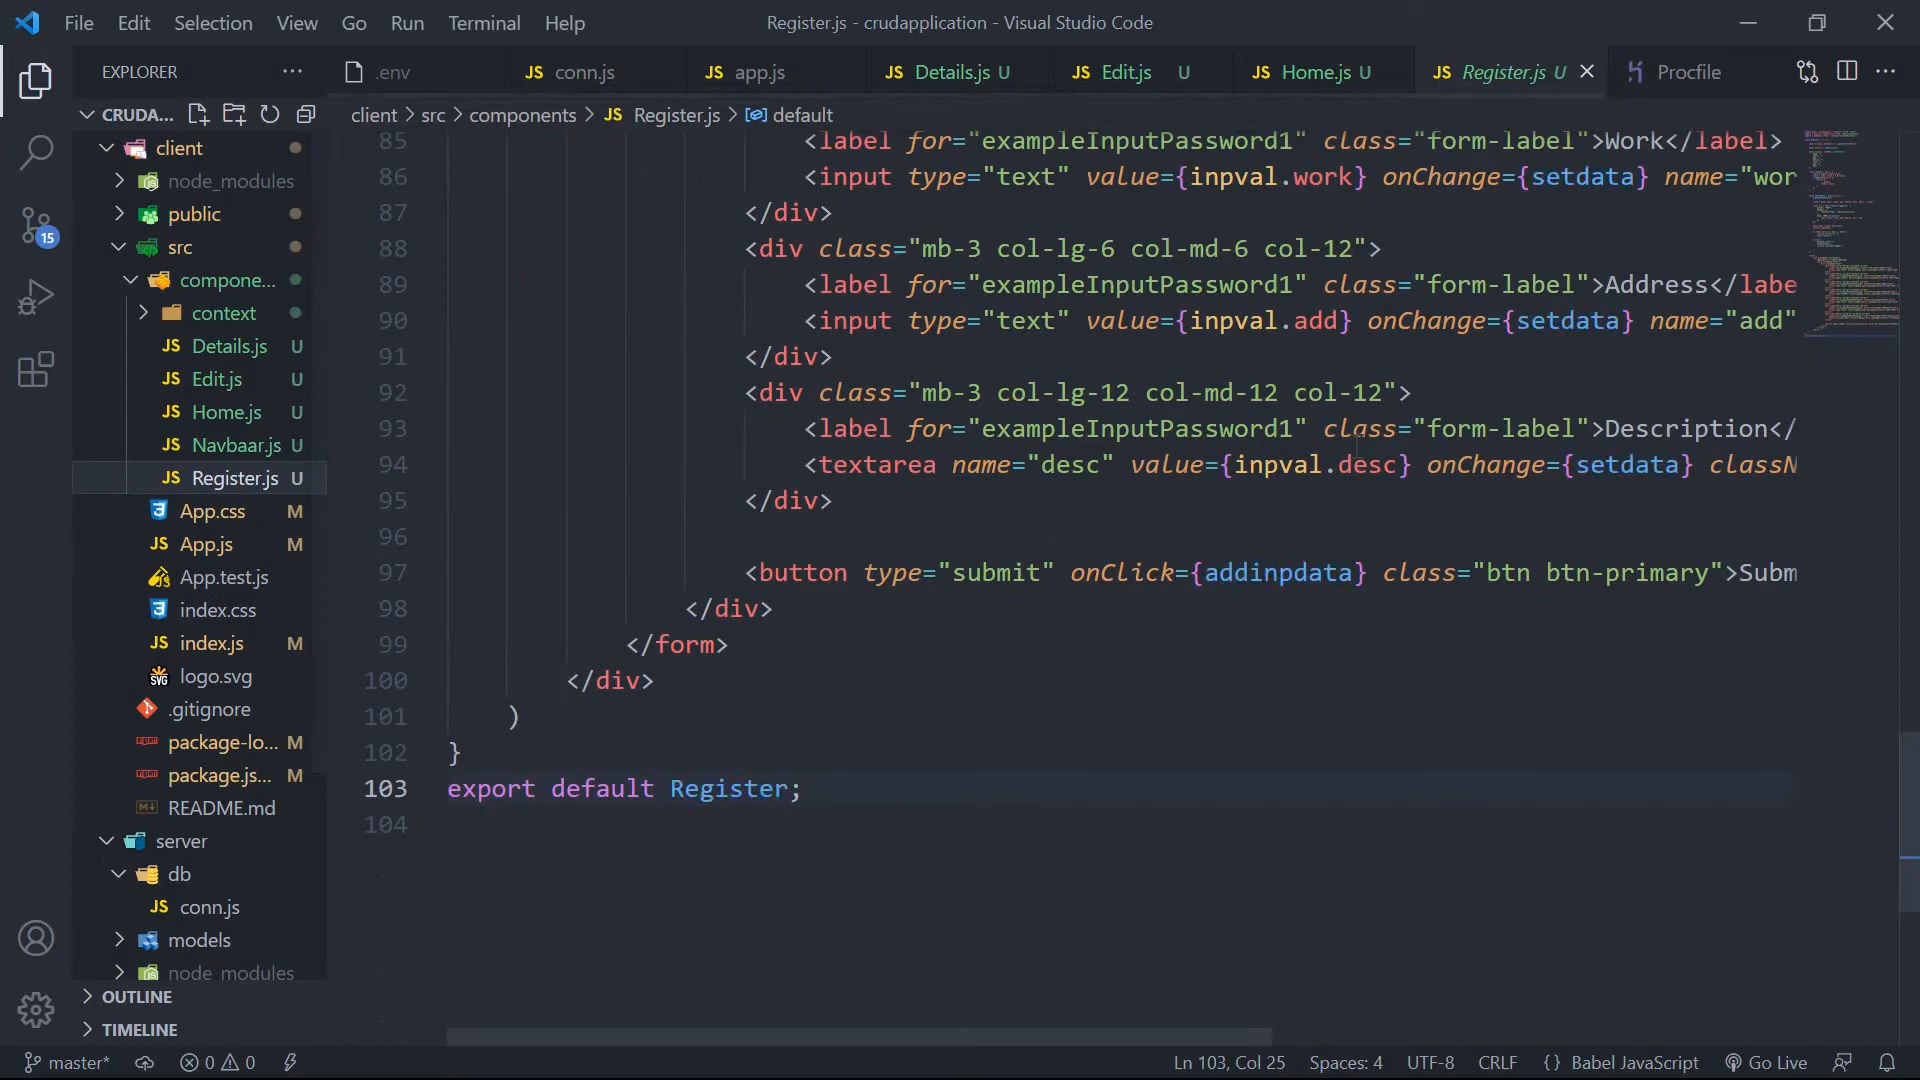 File Edit Selection View Go Run Terminal Help
Register.js - crudapplication - Visual Studio Code
EXPLORER
.env
JS conn.js
JS app.js
JS Details.js U
JS Edit.js U
JS Home.js U
JS Register.js U
Procfile
CRUDA...
client > src > components > JS Register.js > default
client
node_modules
public
src
compone...
context
JS Details.js U
JS Edit.js U
JS Home.js U
JS Navbaar.js U
JS Register.js U
App.css M
JS App.js M
App.test.js
index.css
JS index.js M
SVG logo.svg
.gitignore
package-lo... M
package.js... M
README.md
server
db
JS conn.js
models
node_modules
OUTLINE
TIMELINE
15
85 <label for="exampleInputPassword1" class="form-label">Work</label>
86 <input type="text" value={inpval.work} onChange={setdata} name="wor
87 </div>
88 <div class="mb-3 col-lg-6 col-md-6 col-12">
89 <label for="exampleInputPassword1" class="form-label">Address</labe
90 <input type="text" value={inpval.add} onChange={setdata} name="add"
91 </div>
92 <div class="mb-3 col-lg-12 col-md-12 col-12">
93 <label for="exampleInputPassword1" class="form-label">Description</
94 <textarea name="desc" value={inpval.desc} onChange={setdata} classN
95 </div>
96
97 <button type="submit" onClick={addinpdata} class="btn btn-primary">Subm
98 </div>
99 </form>
100 </div>
101 )
102 }
103 export default Register;
104
master* 0 0
Ln 103, Col 25 Spaces: 4 UTF-8 CRLF {} Babel JavaScript Go Live